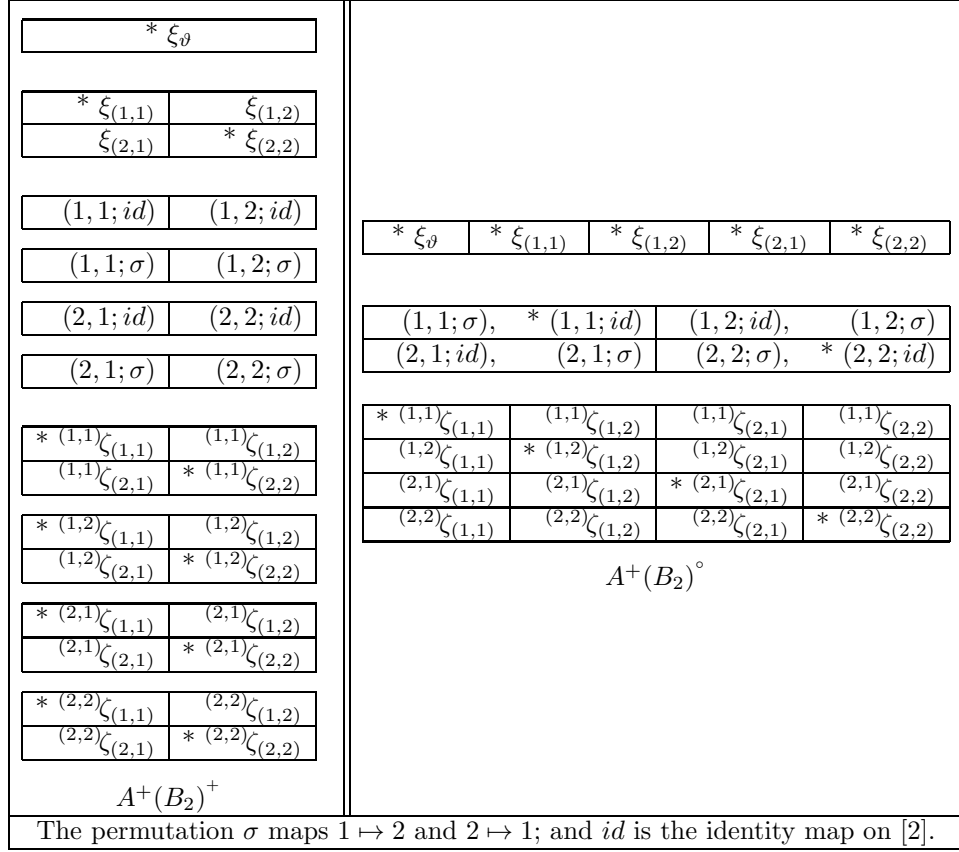 * ξ_ϑ
* ξ_(1,1) ξ_(1,2)
ξ_(2,1) * ξ_(2,2)
(1, 1; id) (1, 2; id)
(1, 1; σ) (1, 2; σ)
(2, 1; id) (2, 2; id)
(2, 1; σ) (2, 2; σ)
* ^(1,1)ζ_(1,1) ^(1,1)ζ_(1,2)
^(1,1)ζ_(2,1) * ^(1,1)ζ_(2,2)
* ^(1,2)ζ_(1,1) ^(1,2)ζ_(1,2)
^(1,2)ζ_(2,1) * ^(1,2)ζ_(2,2)
* ^(2,1)ζ_(1,1) ^(2,1)ζ_(1,2)
^(2,1)ζ_(2,1) * ^(2,1)ζ_(2,2)
* ^(2,2)ζ_(1,1) ^(2,2)ζ_(1,2)
^(2,2)ζ_(2,1) * ^(2,2)ζ_(2,2)
A^+(B_2)^+
* ξ_ϑ * ξ_(1,1) * ξ_(1,2) * ξ_(2,1) * ξ_(2,2)
(1, 1; σ), * (1, 1; id) (1, 2; id), (1, 2; σ)
(2, 1; id), (2, 1; σ) (2, 2; σ), * (2, 2; id)
* ^(1,1)ζ_(1,1) ^(1,1)ζ_(1,2) ^(1,1)ζ_(2,1) ^(1,1)ζ_(2,2)
^(1,2)ζ_(1,1) * ^(1,2)ζ_(1,2) ^(1,2)ζ_(2,1) ^(1,2)ζ_(2,2)
^(2,1)ζ_(1,1) ^(2,1)ζ_(1,2) * ^(2,1)ζ_(2,1) ^(2,1)ζ_(2,2)
^(2,2)ζ_(1,1) ^(2,2)ζ_(1,2) ^(2,2)ζ_(2,1) * ^(2,2)ζ_(2,2)
A^+(B_2)^∘
The permutation σ maps 1 ↦ 2 and 2 ↦ 1; and id is the identity map on [2].